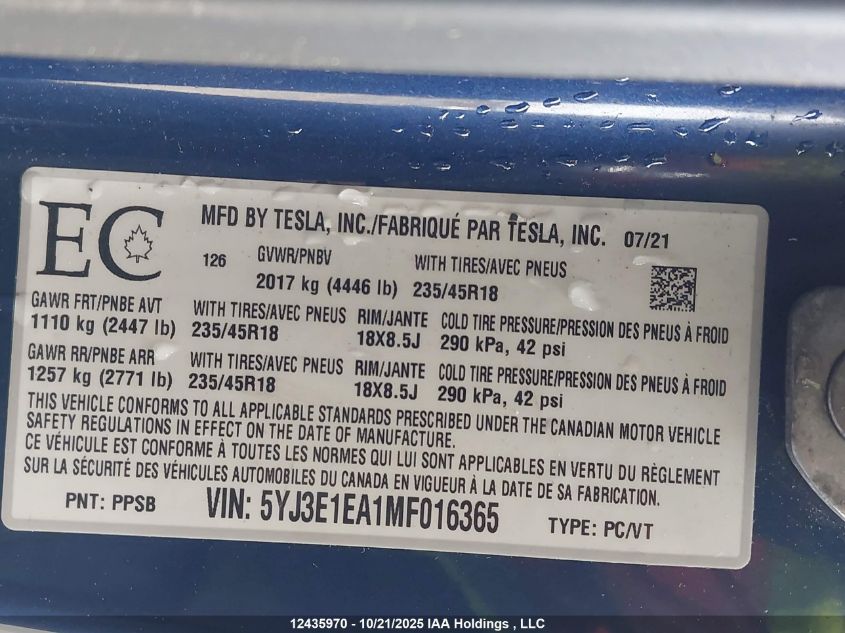 EC
MFD BY TESLA, INC./FABRIQUÉ PAR TESLA, INC. 07/21
126 GVWR/PNBV WITH TIRES/AVEC PNEUS
2017 kg (4446 lb) 235/45R18
GAWR FRT/PNBE AVT WITH TIRES/AVEC PNEUS RIM/JANTE COLD TIRE PRESSURE/PRESSION DES PNEUS À FROID
1110 kg (2447 lb) 235/45R18 18X8.5J 290 kPa, 42 psi
GAWR RR/PNBE ARR WITH TIRES/AVEC PNEUS RIM/JANTE COLD TIRE PRESSURE/PRESSION DES PNEUS À FROID
1257 kg (2771 lb) 235/45R18 18X8.5J 290 kPa, 42 psi
THIS VEHICLE CONFORMS TO ALL APPLICABLE STANDARDS PRESCRIBED UNDER THE CANADIAN MOTOR VEHICLE
SAFETY REGULATIONS IN EFFECT ON THE DATE OF MANUFACTURE.
CE VÉHICULE EST CONFORME À TOUTES LES NORMES QUI LUI SONT APPLICABLES EN VERTU DU RÈGLEMENT
SUR LA SÉCURITÉ DES VÉHICULES AUTOMOBILES DU CANADA EN VIGUEUR À LA DATE DE SA FABRICATION.
PNT: PPSB VIN: 5YJ3E1EA1MF016365 TYPE: PC/VT
12435970 - 10/21/2025 IAA Holdings , LLC